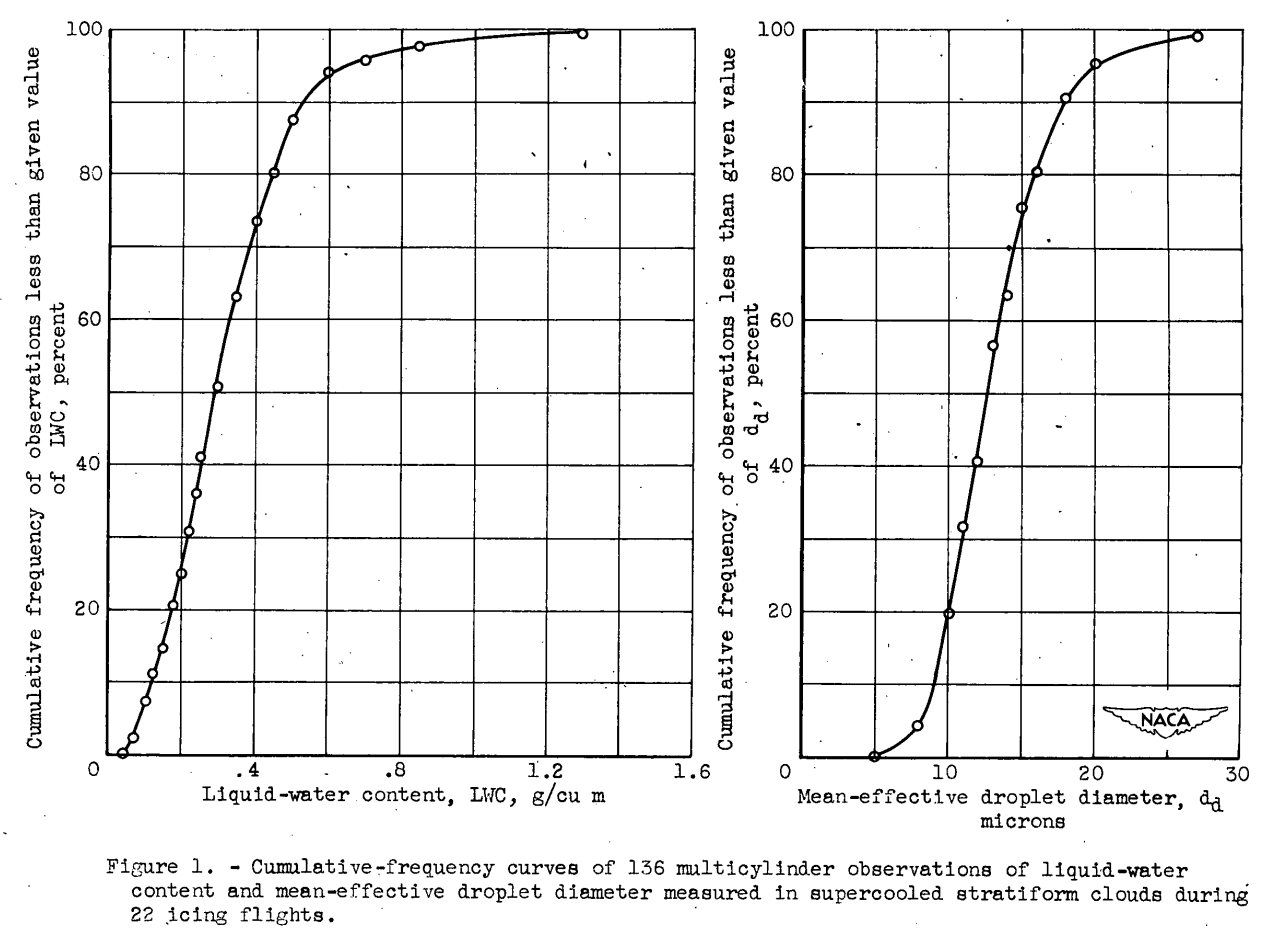 Cumulative frequency of observations less than given value
of LWC, percent
100
80
60
40
20
0
.4
.8
1.2
1.6
Liquid-water content, LWC, g/cu m
Cumulative frequency of observations less than given value
of dd, percent
100
80
60
40
20
0
10
20
30
Mean-effective droplet diameter, dd
microns
NACA
Figure 1. - Cumulative-frequency curves of 136 multicylinder observations of liquid-water
content and mean-effective droplet diameter measured in supercooled stratiform clouds during
22 icing flights.